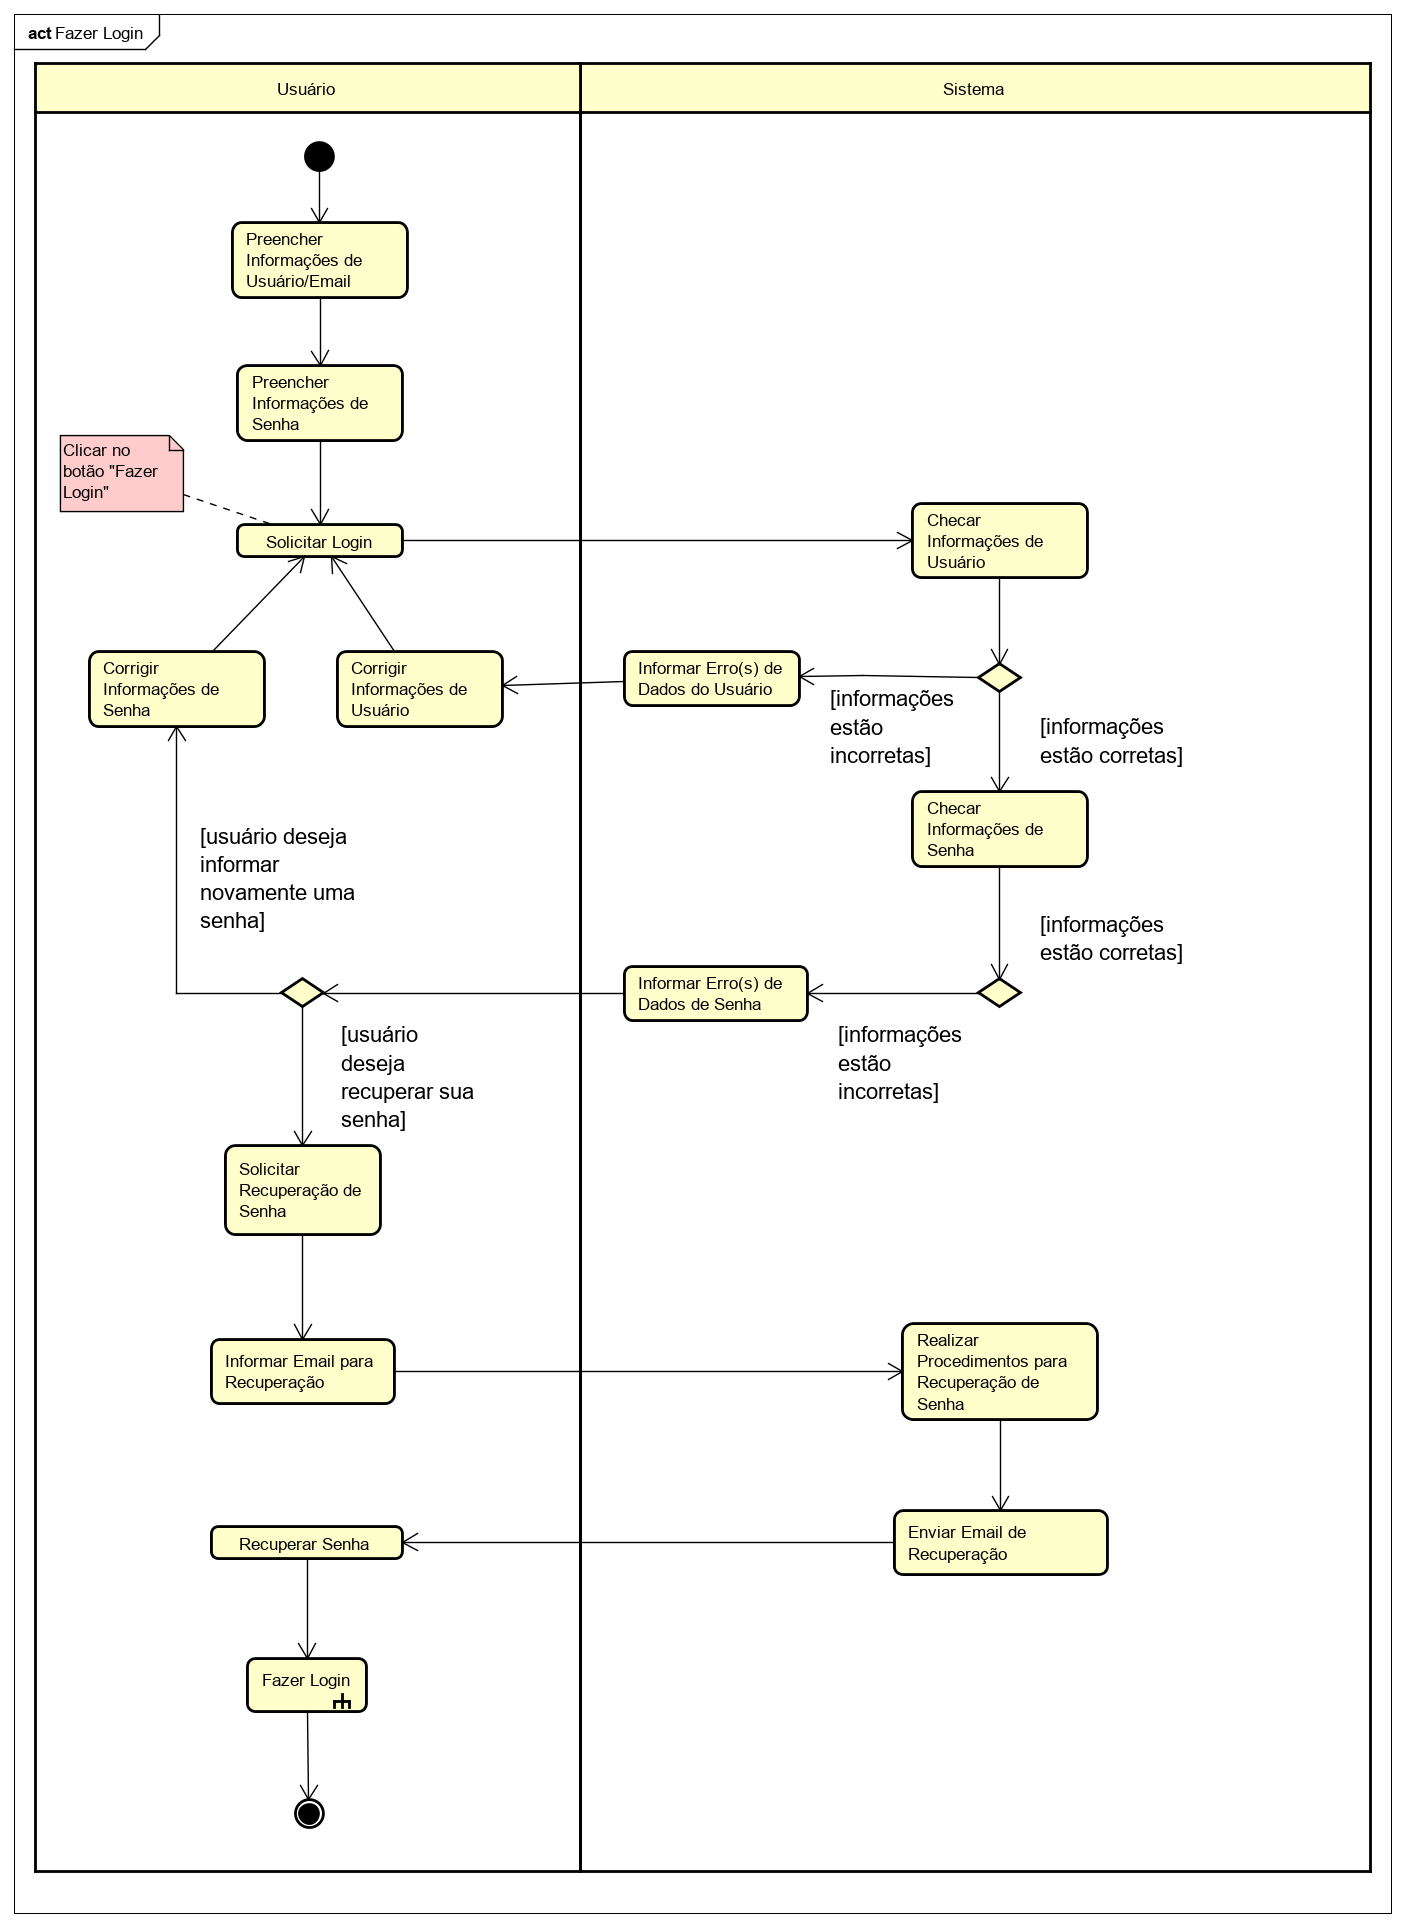 act Fazer Login
Usuário
Sistema
Preencher
Informações de
Usuário/Email
Preencher
Informações de
Senha
Clicar no
botão "Fazer
Login"
Solicitar Login
Checar
Informações de
Usuário
Corrigir
Informações de
Senha
Corrigir
Informações de
Usuário
Informar Erro(s) de
Dados do Usuário
[informações
estão
incorretas]
[informações
estão corretas]
Checar
Informações de
Senha
[usuário deseja
informar
novamente uma
senha]
[informações
estão corretas]
Informar Erro(s) de
Dados de Senha
[usuário
deseja
recuperar sua
senha]
[informações
estão
incorretas]
Solicitar
Recuperação de
Senha
Informar Email para
Recuperação
Realizar
Procedimentos para
Recuperação de
Senha
Recuperar Senha
Enviar Email de
Recuperação
Fazer Login